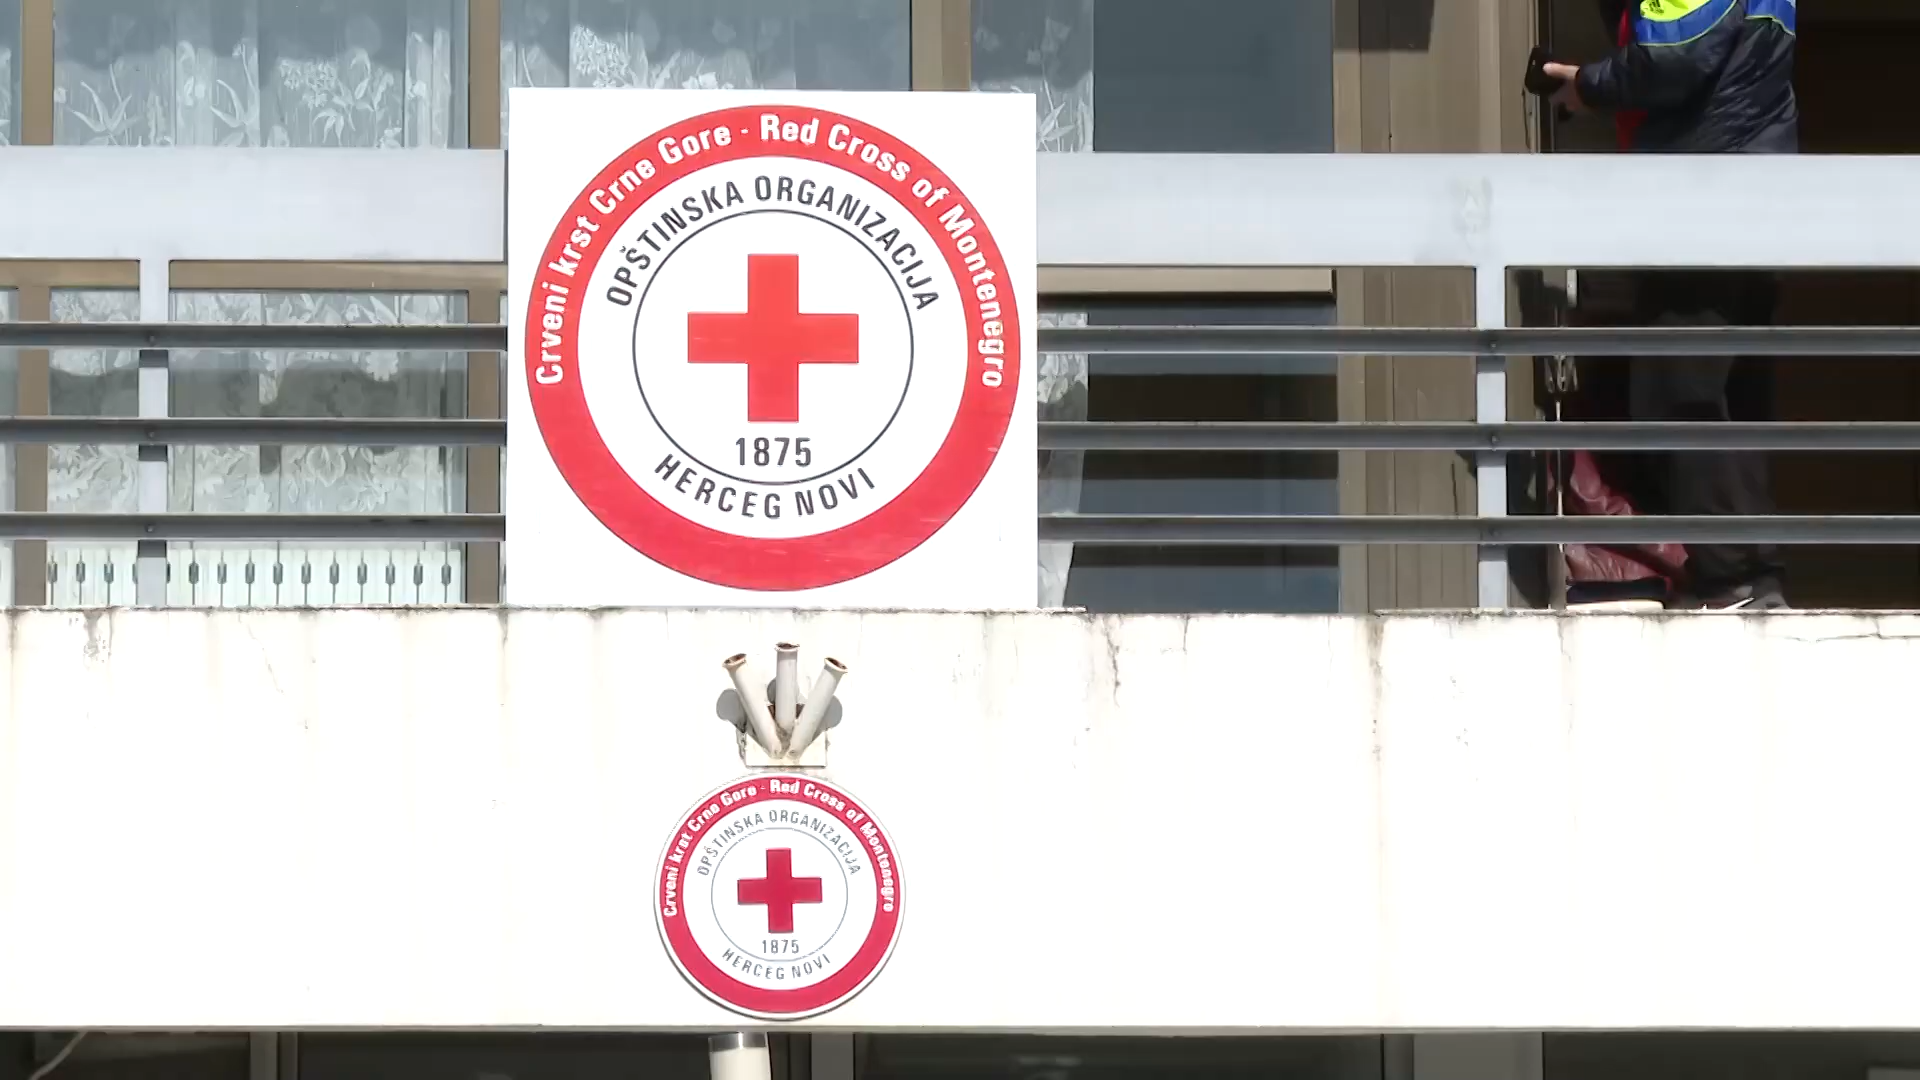 Crveni krst Crne Gore - Red Cross of Montenegro
OPŠTINSKA ORGANIZACIJA
1875
HERCEG NOVI
Crveni krst Crne Gore - Red Cross of Montenegro
OPŠTINSKA ORGANIZACIJA
1875
HERCEG NOVI